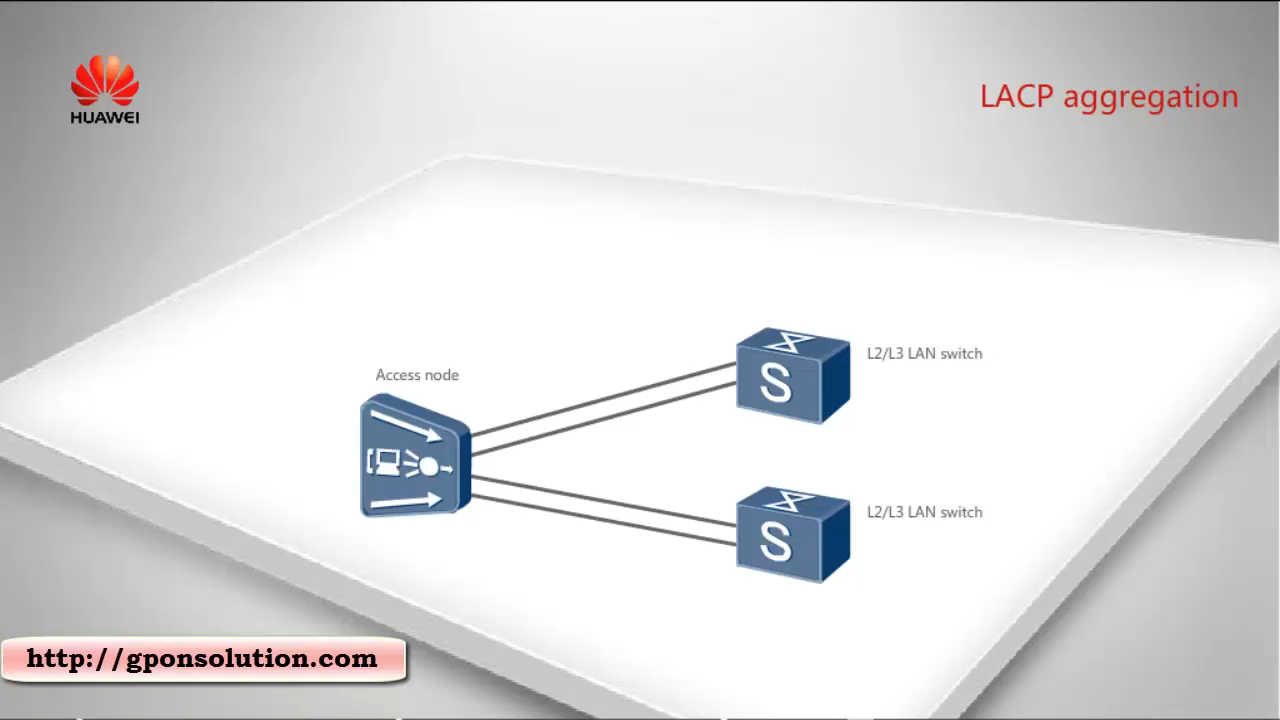 HUAWEI
LACP aggregation
L2/L3 LAN switch
Access node
S
L2/L3 LAN switch
S
http://gponsolution.com